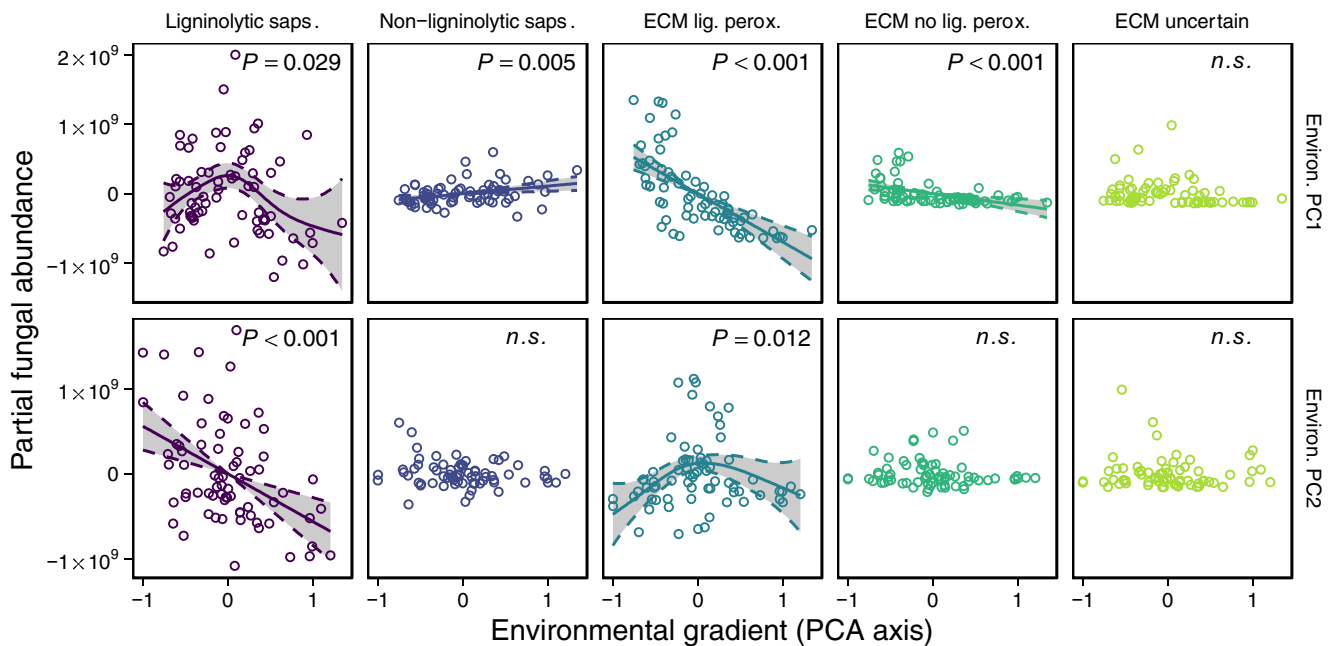 Ligninolytic saps.
Non−ligninolytic saps.
ECM lig. perox.
ECM no lig. perox.
ECM uncertain
P = 0.029
P = 0.005
P < 0.001
P < 0.001
n.s.
2 × 10⁹
1 × 10⁹
0
−1 × 10⁹
Environ. PC1
Partial fungal abundance
P < 0.001
n.s.
P = 0.012
n.s.
n.s.
1 × 10⁹
0
−1 × 10⁹
Environ. PC2
−1 0 1
−1 0 1
−1 0 1
−1 0 1
−1 0 1
Environmental gradient (PCA axis)